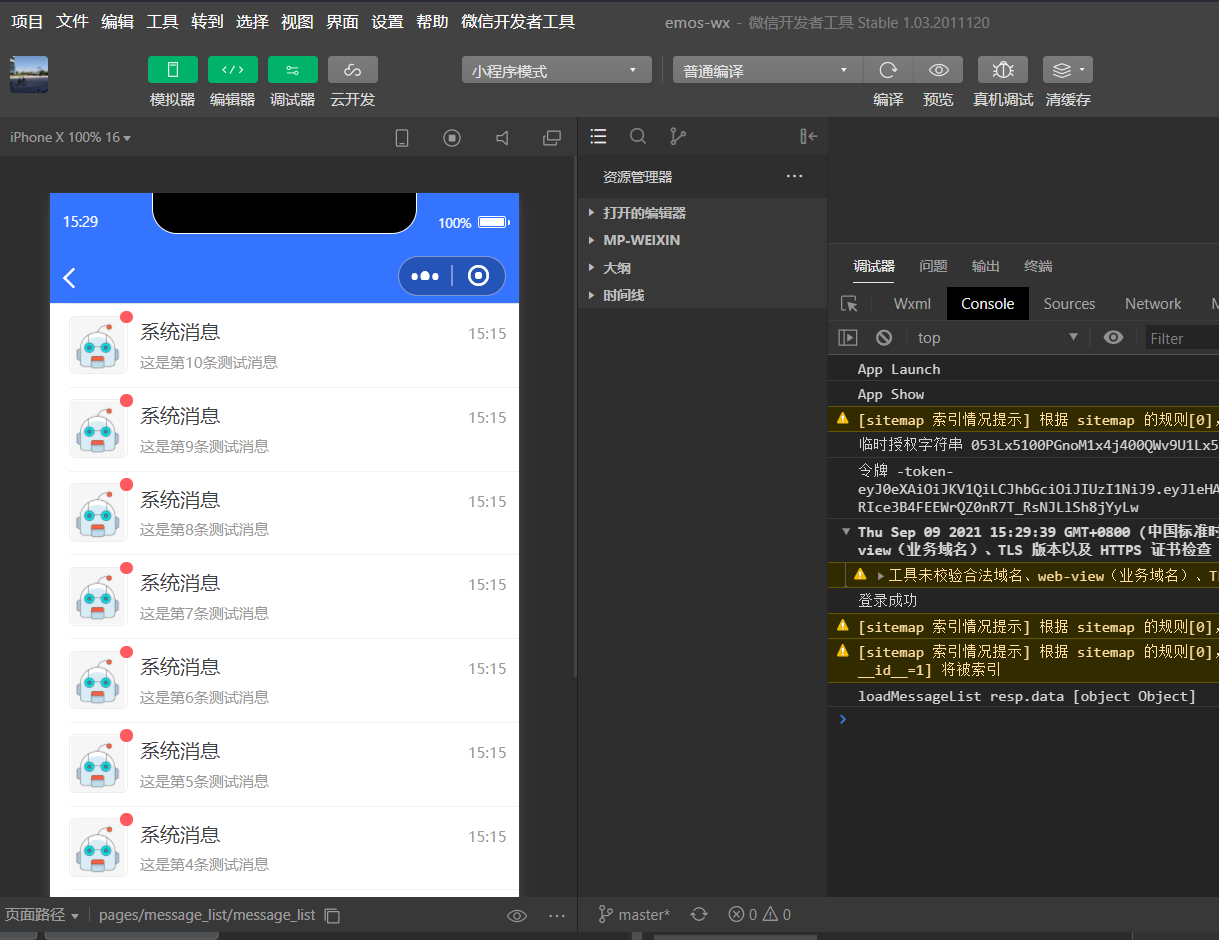 项目 文件 编辑 工具 转到 选择 视图 界面 设置 帮助 微信开发者工具 emos-wx - 微信开发者工具 Stable 1.03.2011120
小程序模式 普通编译
模拟器 编辑器 调试器 云开发 编译 预览 真机调试 清缓存
iPhone X 100% 16
资源管理器
打开的编辑器
MP-WEIXIN
大纲
时间线
15:29 100%
系统消息 15:15
这是第10条测试消息
系统消息 15:15
这是第9条测试消息
系统消息 15:15
这是第8条测试消息
系统消息 15:15
这是第7条测试消息
系统消息 15:15
这是第6条测试消息
系统消息 15:15
这是第5条测试消息
系统消息 15:15
这是第4条测试消息
调试器 问题 输出 终端
Wxml Console Sources Network
top Filter
App Launch
App Show
[sitemap 索引情况提示] 根据 sitemap 的规则[0],
临时授权字符串 053Lx5100PGnoM1x4j400QWv9U1Lx5
令牌 -token-
eyJ0eXAiOiJKV1QiLCJhbGciOiJIUzI1NiJ9.eyJleHA
RIce3B4FEEWrQZ0nR7T_RsNJLlSh8jYyLw
Thu Sep 09 2021 15:29:39 GMT+0800 (中国标准时
view（业务域名）、TLS 版本以及 HTTPS 证书检查
工具未校验合法域名、web-view（业务域名）、T
登录成功
[sitemap 索引情况提示] 根据 sitemap 的规则[0],
[sitemap 索引情况提示] 根据 sitemap 的规则[0],
__id__=1] 将被索引
loadMessageList resp.data [object Object]
页面路径 pages/message_list/message_list
master* 0 0